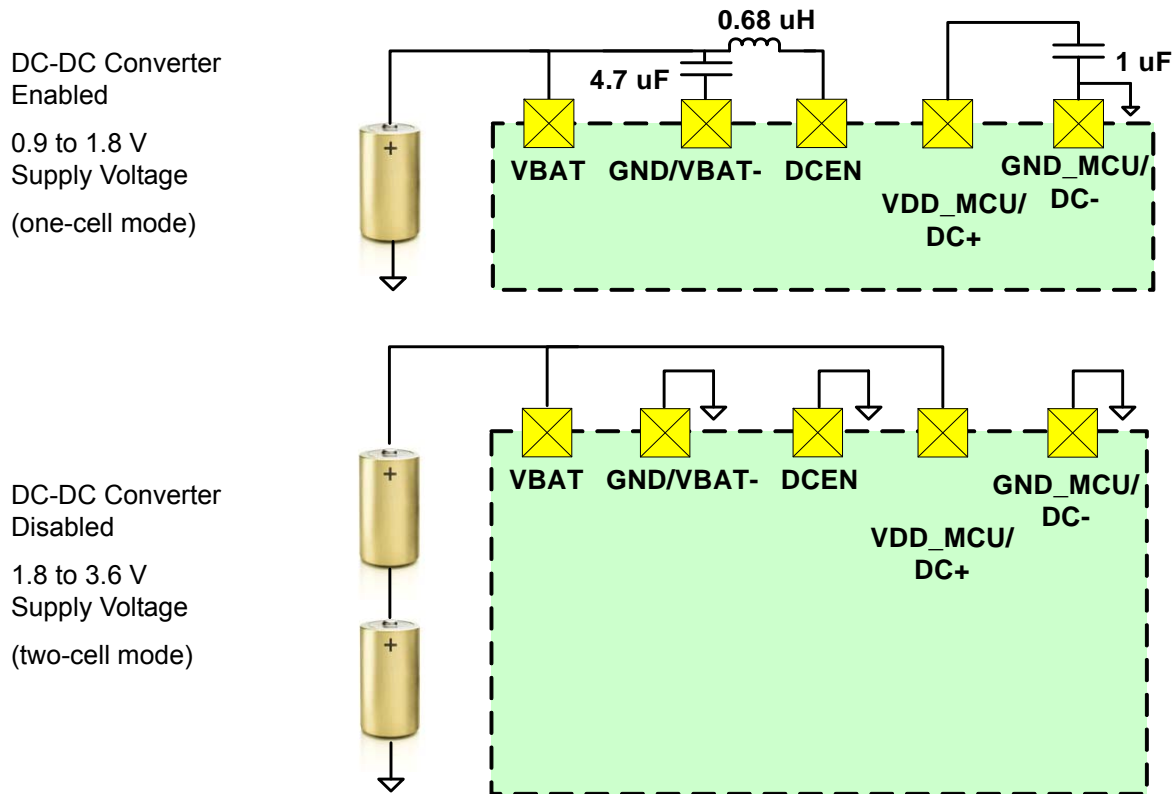 DC-DC Converter
Enabled
0.9 to 1.8 V
Supply Voltage
(one-cell mode)
0.68 uH
4.7 uF
1 uF
+
VBAT
GND/VBAT-
DCEN
VDD_MCU/
DC+
GND_MCU/
DC-
DC-DC Converter
Disabled
1.8 to 3.6 V
Supply Voltage
(two-cell mode)
+
+
VBAT
GND/VBAT-
DCEN
VDD_MCU/
DC+
GND_MCU/
DC-